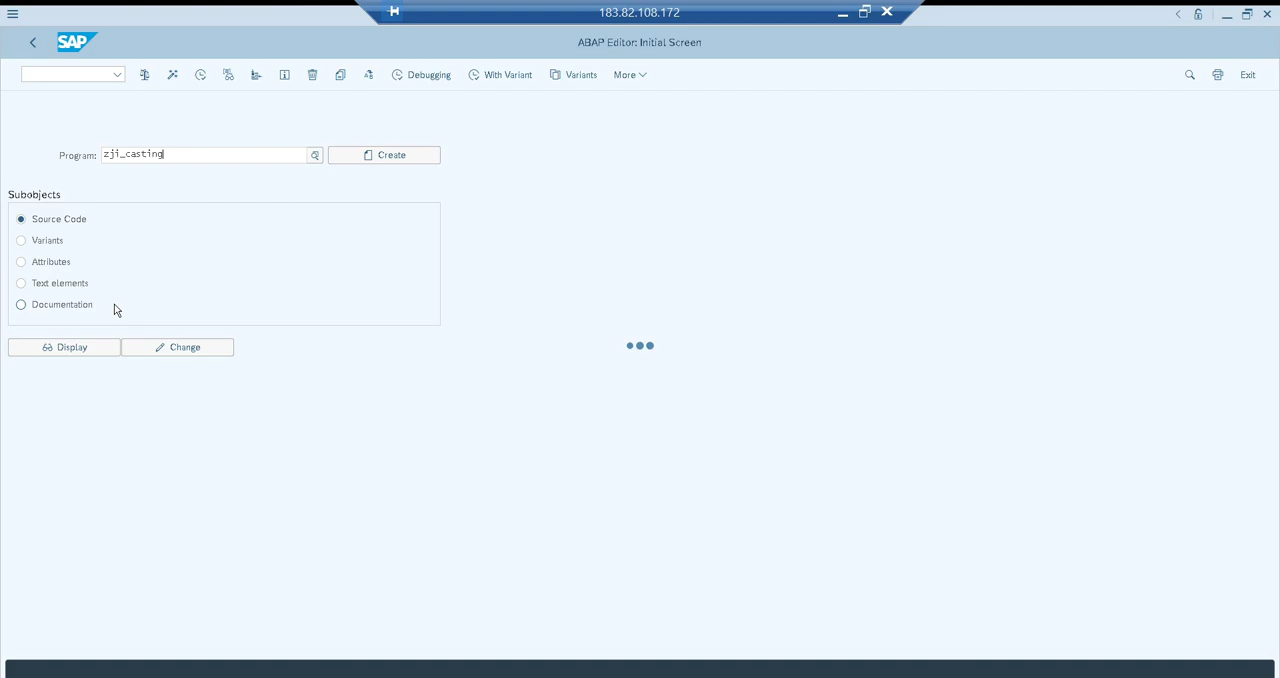 183.82.108.172
SAP
ABAP Editor: Initial Screen
Debugging With Variant Variants More Exit
Program: zji_casting Create
Subobjects
Source Code
Variants
Attributes
Text elements
Documentation
Display Change